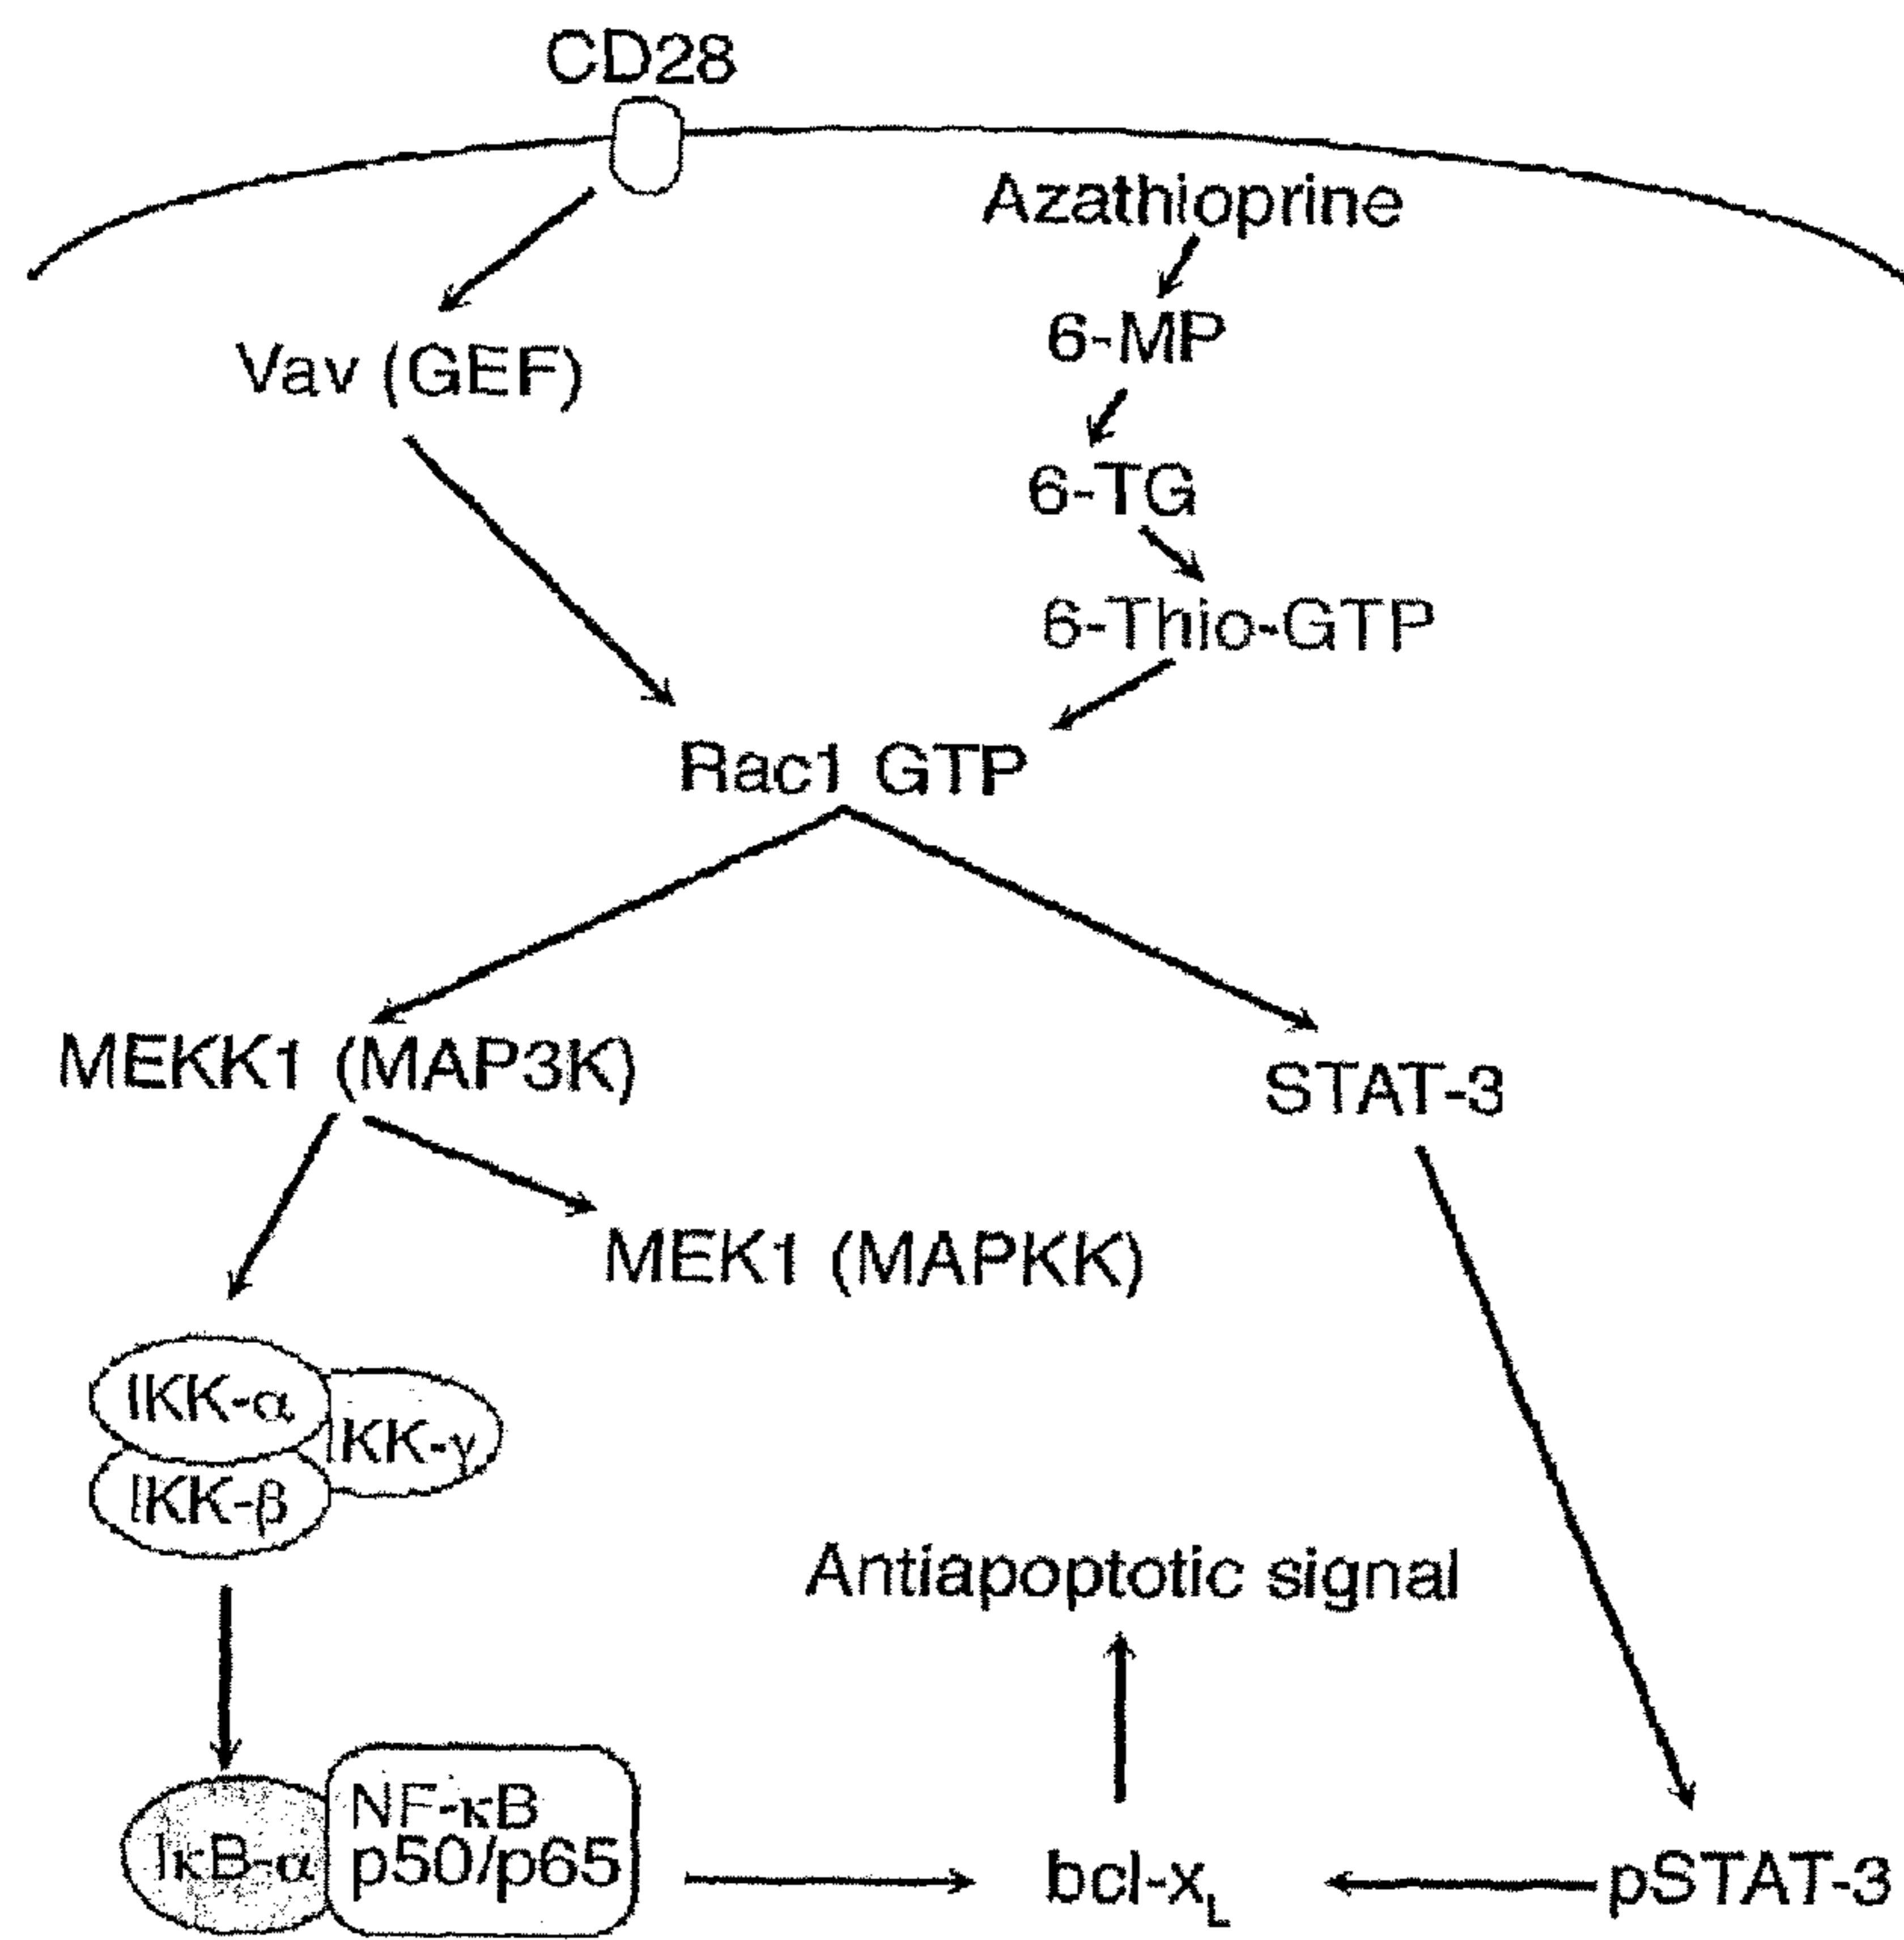 CD28
Azathioprine
6-MP
Vav (GEF)
6-TG
6-Thio-GTP
Rac1 GTP
MEKK1 (MAP3K)
STAT-3
MEK1 (MAPKK)
IKK-α
IKK-γ
IKK-β
Antiapoptotic signal
NF-κB
IκB-α
p50/p65
bcl-xL
pSTAT-3